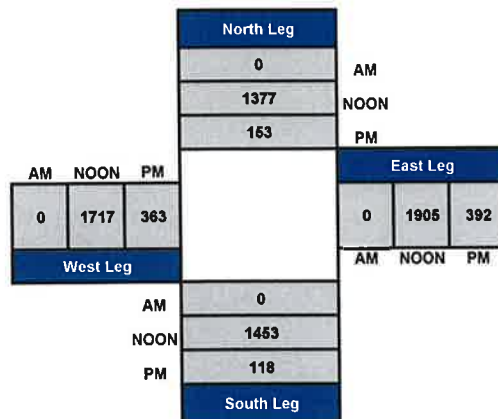 North Leg
0 AM
1377 NOON
153 PM
AM NOON PM
East Leg
0 1717 363
0 1905 392
West Leg
AM NOON PM
AM 0
NOON 1453
PM 118
South Leg